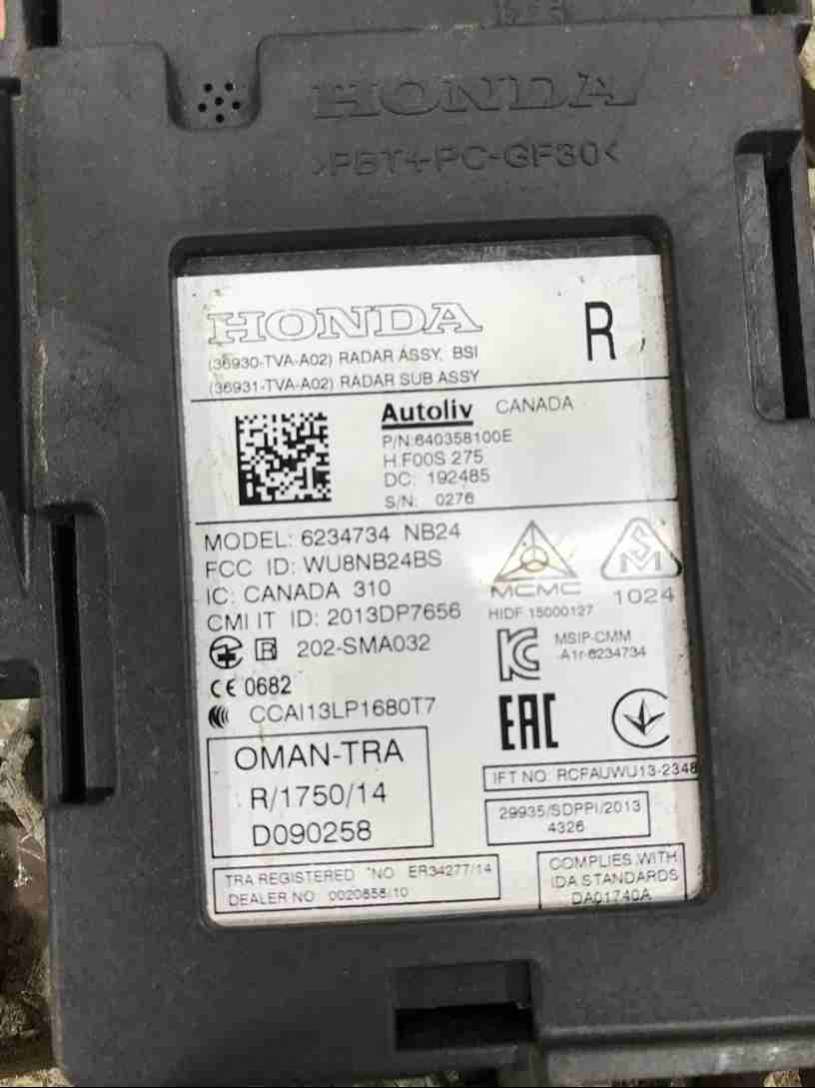 HONDA
>PBT+PC-GF30<
HONDA
R
(36930-TVA-A02) RADAR ASSY. BSI
(36931-TVA-A02) RADAR SUB ASSY
Autoliv CANADA
P/N:640358100E
H.F00S 275
DC: 192485
S/N: 0276
MODEL: 6234734 NB24
FCC ID: WU8NB24BS
IC: CANADA 310
CMI IT ID: 2013DP7656
R 202-SMA032
CE 0682
CCAI13LP1680T7
MCMC
HIDF 15000127
SM
1024
KC
MSIP-CMM
-A1r-6234734
EAC
OMAN-TRA
R/1750/14
D090258
IFT NO: RCPAUWU13-2348
29935/SDPPI/2013
4326
TRA REGISTERED NO ER34277/14
DEALER NO 0020858/10
COMPLIES WITH
IDA STANDARDS
DA01740A